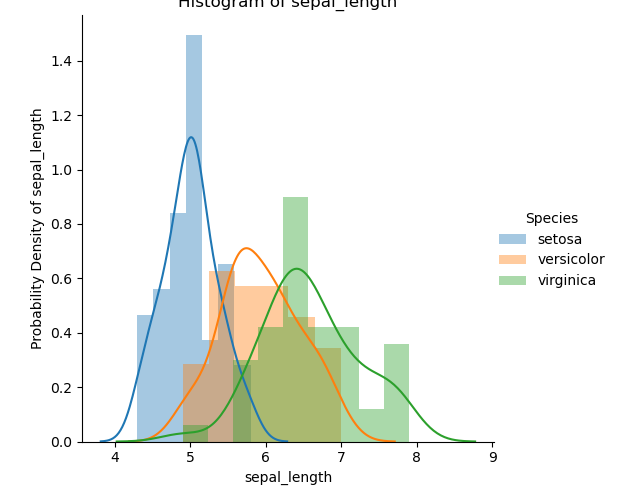 Histogram of sepal_length
1.4
1.2
1.0
0.8
0.6
0.4
0.2
0.0
Probability Density of sepal_length
4 5 6 7 8 9
sepal_length
Species
setosa
versicolor
virginica